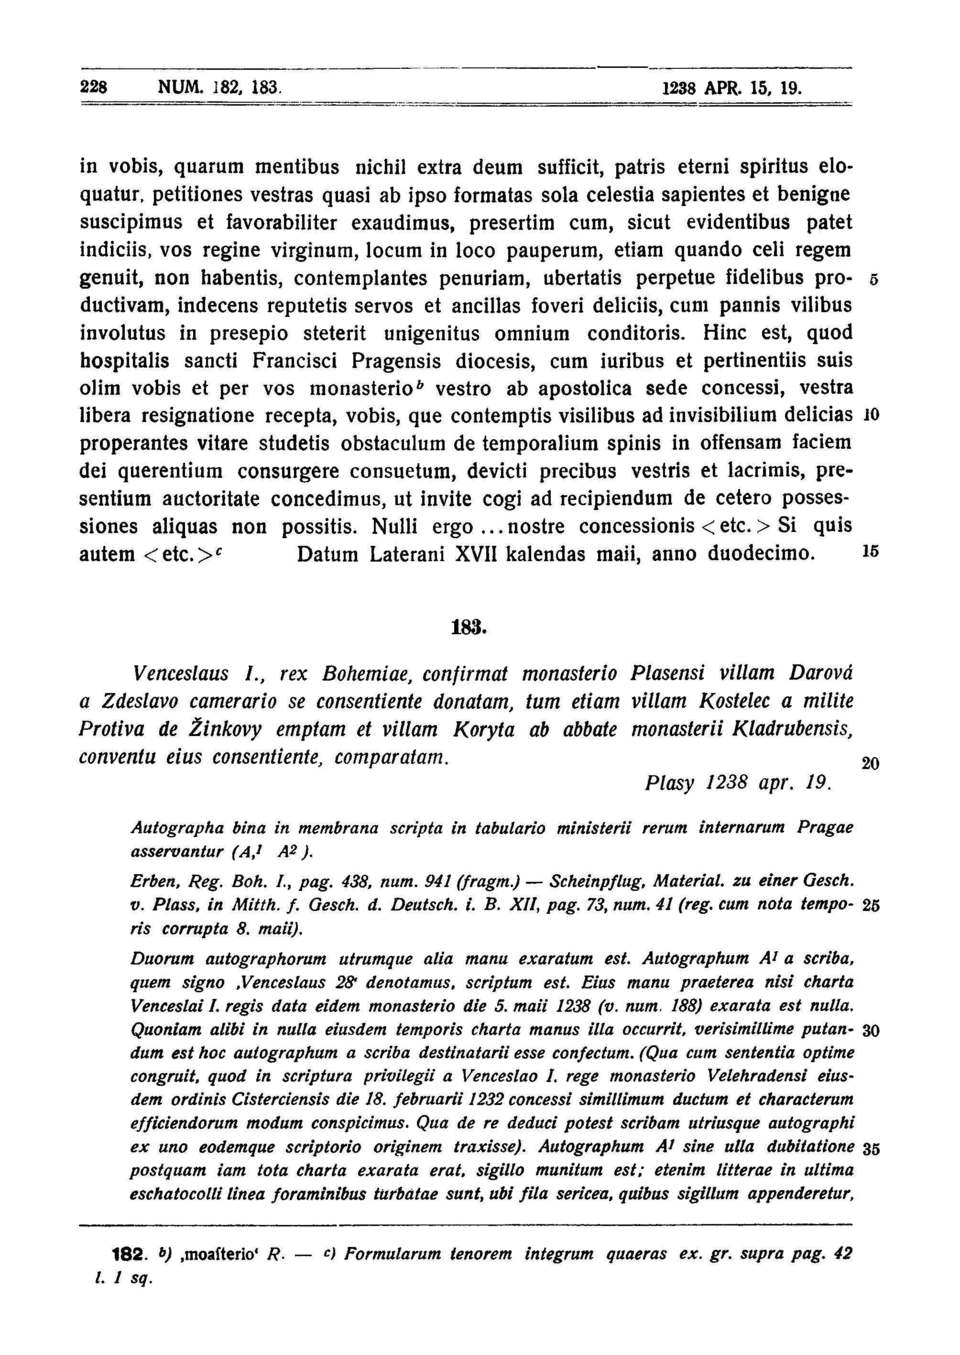 228 NUM. 182, 183. 1238 APR. 15, 19.
in vobis, quarum mentibus nichil extra deum sufficit, patris eterni spiritus elo-
quatur, petitiones vestras quasi ab ipso formatas sola celestia sapientes et benigne
suscipimus et favorabiliter exaudimus, presertim cum, sicut evidentibus patet
indiciis, vos regine virginum, locum in loco pauperum, etiam quando celi regem
genuit, non habentis, contemplantes penuriam, ubertatis perpetue fidelibus pro- 5
ductivam, indecens reputetis servos et ancillas foveri deliciis, cum pannis vilibus
involutus in presepio steterit unigenitus omnium conditoris. Hinc est, quod
hospitalis sancti Francisci Pragensis diocesis, cum iuribus et pertinentiis suis
olim vobis et per vos monasterio b vestro ab apostolica sede concessi, vestra
libera resignatione recepta, vobis, que contemptis visilibus ad invisibilium delicias 10
properantes vitare studetis obstaculum de temporalium spinis in offensam faciem
dei querentium consurgere consuetum, devicti precibus vestris et lacrimis, pre-
sentium auctoritate concedimus, ut invite cogi ad recipiendum de cetero posses-
siones aliquas non possitis. Nulli ergo ... nostre concessionis <etc.> Si quis
autem <etc.> c Datum Laterani XVII kalendas maii, anno duodecimo. 15
183.
Venceslaus I., rex Bohemiae, confirmat monasterio Plasensi villam Darová
a Zdeslavo camerario se consentiente donatam, tum etiam villam Kostelec a milite
Protiva de Žinkovy emptam et villam Koryta ab abbate monasterii Kladrubensis,
conventu eius consentiente, comparatam. 20
Plasy 1238 apr. 19.
Autographa bina in membrana scripta in tabulario ministerii rerum internarum Pragae
asservantur (A,1 A2 ).
Erben, Reg. Boh. I., pag. 438, num. 941 (fragm.) — Scheinpflug, Material. zu einer Gesch.
v. Plass, in Mitth. f. Gesch. d. Deutsch. i. B. XII, pag. 73, num. 41 (reg. cum nota tempo- 25
ris corrupta 8. maii).
Duorum autographorum utrumque alia manu exaratum est. Autographum A1 a scriba,
quem signo ‚Venceslaus 28‘ denotamus, scriptum est. Eius manu praeterea nisi charta
Venceslai I. regis data eidem monasterio die 5. maii 1238 (v. num. 188) exarata est nulla.
Quoniam alibi in nulla eiusdem temporis charta manus illa occurrit, verisimillime putan- 30
dum est hoc autographum a scriba destinatarii esse confectum. (Qua cum sententia optime
congruit, quod in scriptura privilegii a Venceslao I. rege monasterio Velehradensi eius-
dem ordinis Cisterciensis die 18. februarii 1232 concessi simillimum ductum et characterum
efficiendorum modum conspicimus. Qua de re deduci potest scribam utriusque autographi
ex uno eodemque scriptorio originem traxisse). Autographum A1 sine ulla dubitatione 35
postquam iam tota charta exarata erat, sigillo munitum est; etenim litterae in ultima
eschatocolli linea foraminibus turbatae sunt, ubi fila sericea, quibus sigillum appenderetur,
182. b) ‚moaſterio‘ R. — c) Formularum tenorem integrum quaeras ex. gr. supra pag. 42
l. 1 sq.